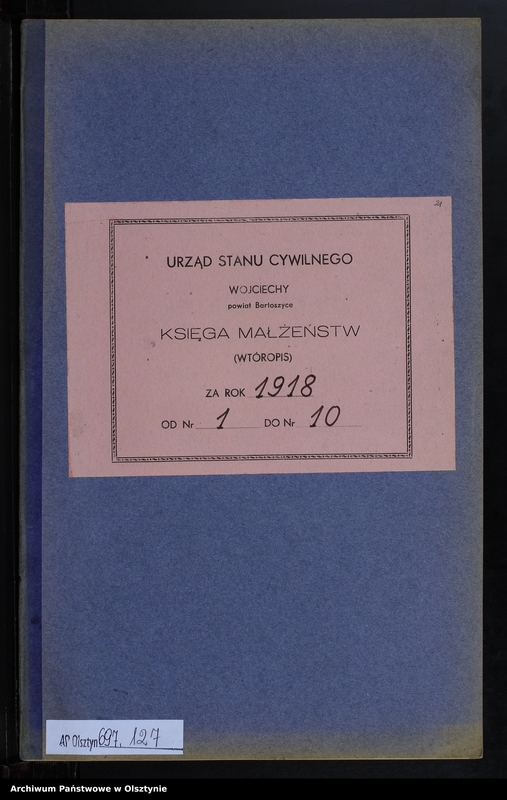 21
URZĄD STANU CYWILNEGO
WOJCIECHY
powiat Bartoszyce
KSIĘGA MAŁŻEŃSTW
(WTÓROPIS)
ZA ROK 1918
OD Nr 1 DO Nr 10
AP Olsztyn 697. 127
Archiwum Państwowe w Olsztynie